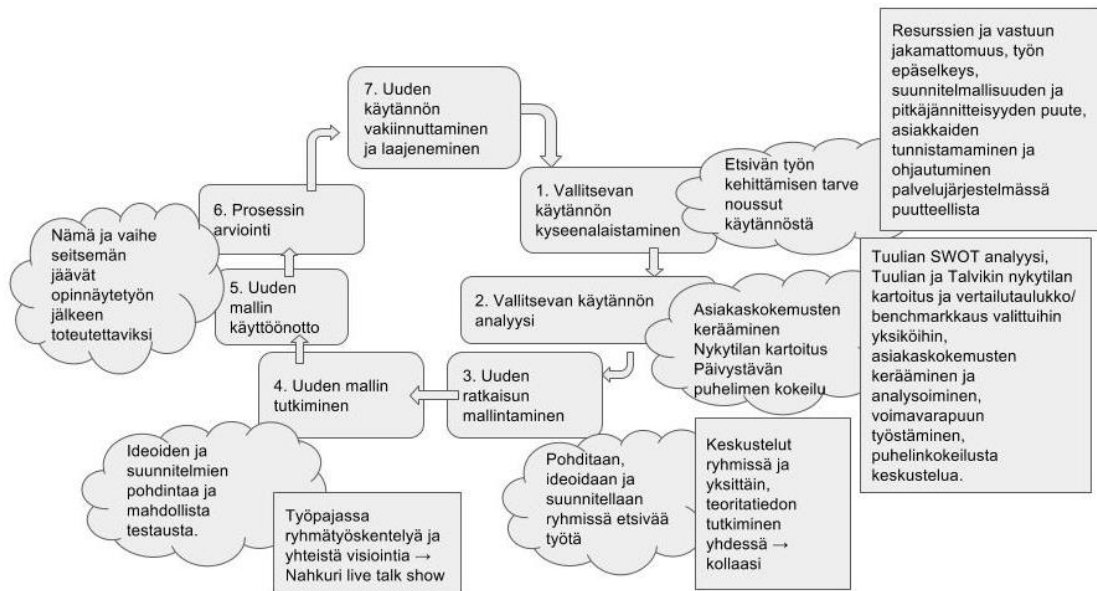 7. Uuden
käytännön
vakiinnuttaminen
ja laajeneminen
1. Vallitsevan
käytännön
kyseenalaistaminen
Etsivän työn
kehittämisen tarve
noussut
käytännöstä
Resurssien ja vastuun
jakamattomuus, työn
epäselkeys,
suunnitelmallisuuden ja
pitkäjännitteisyyden puute,
asiakkaiden
tunnistamaminen ja
ohjautuminen
palvelujärjestelmässä
puutteellista
2. Vallitsevan käytännön
analyysi
Asiakaskokemusten
kerääminen
Nykytilan kartoitus
Päivystävän
puhelimen kokeilu
Tuulian SWOT analyysi,
Tuulian ja Talvikin nykytilan
kartoitus ja vertailutaulukko/
benchmarkkaus valittuihin
yksiköihin,
asiakaskokemusten
kerääminen ja
analysoiminen,
voimavarapuun
työstäminen,
puhelinkokeilusta
keskustelua.
3. Uuden
ratkaisun
mallintaminen
Pohditaan,
ideoidaan ja
suunnitellaan
ryhmissä etsivää
työtä
Keskustelut
ryhmissä ja
yksittäin,
teoritatiedon
tutkiminen
yhdessä →
kollaasi
4. Uuden mallin
tutkiminen
Ideoiden ja
suunnitelmien
pohdintaa ja
mahdollista
testausta.
Työpajassa
ryhmätyöskentelyä ja
yhteistä visiointia →
Nahkuri live talk show
5. Uuden
mallin
käyttöönotto
6. Prosessin
arviointi
Nämä ja vaihe
seitsemän
jäävät
opinnäytetyön
jälkeen
toteutettaviksi